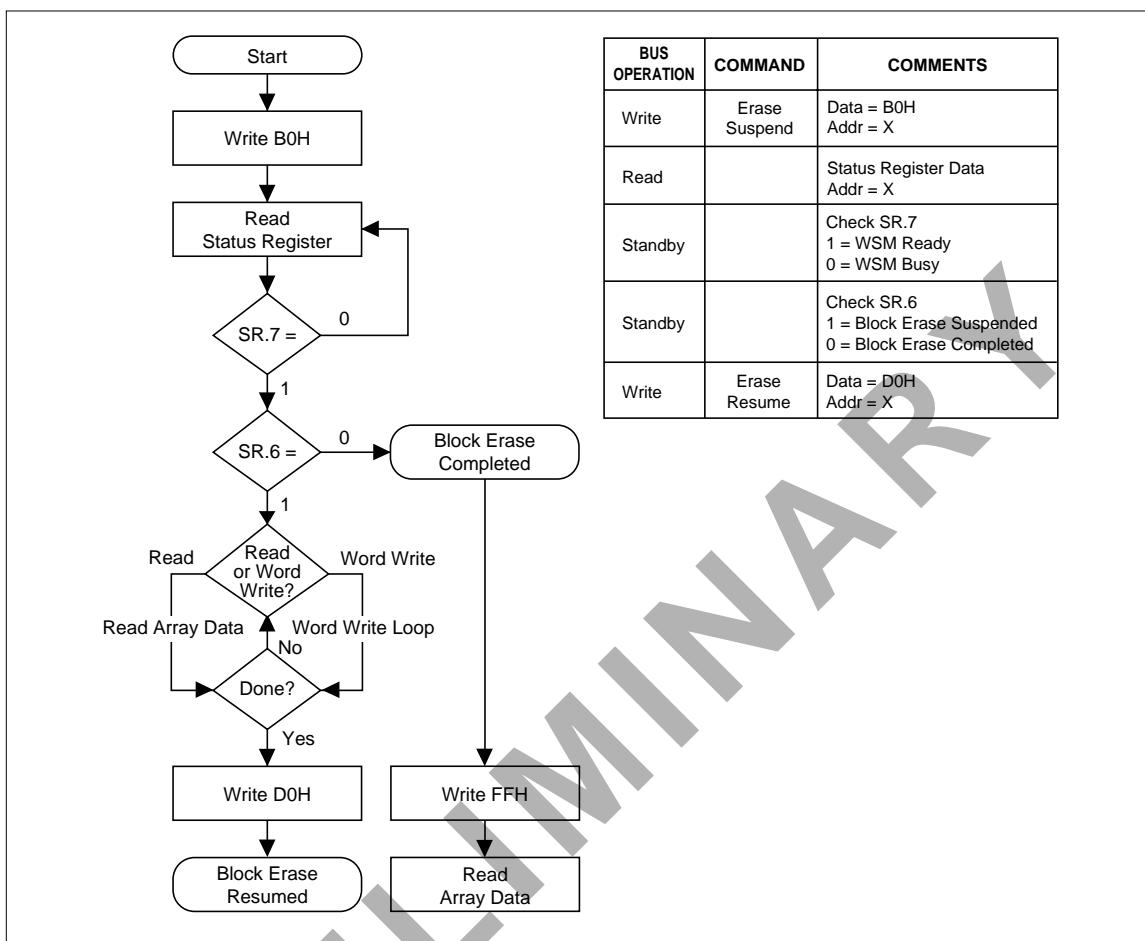 Start
Write B0H
Read
Status Register
SR.7 =
0
1
SR.6 =
0
Block Erase
Completed
1
Read
or Word
Write?
Read
Word Write
Read Array Data
Word Write Loop
No
Done?
Yes
Write D0H
Write FFH
Block Erase
Resumed
Read
Array Data
BUS
OPERATION
COMMAND
COMMENTS
Write
Erase
Suspend
Data = B0H
Addr = X
Read
Status Register Data
Addr = X
Standby
Check SR.7
1 = WSM Ready
0 = WSM Busy
Standby
Check SR.6
1 = Block Erase Suspended
0 = Block Erase Completed
Write
Erase
Resume
Data = D0H
Addr = X
LIMINARY